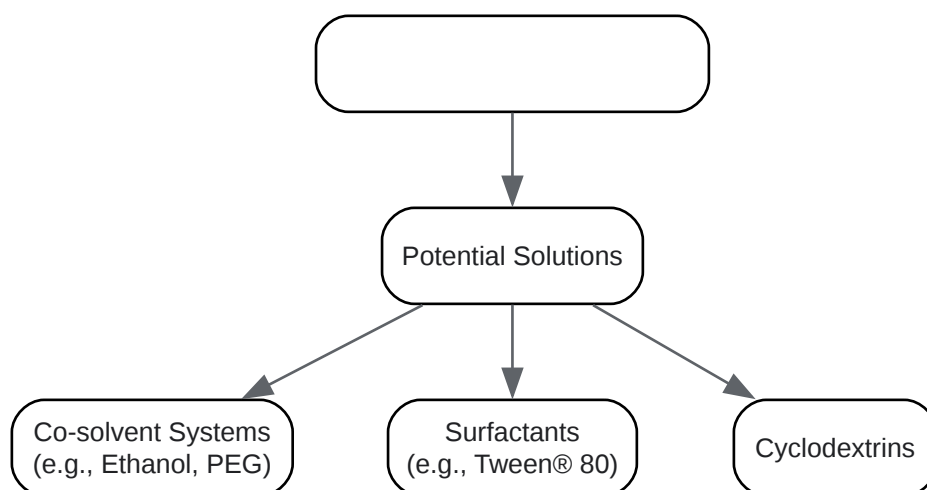 Potential Solutions
Co-solvent Systems
(e.g., Ethanol, PEG)
Surfactants
(e.g., Tween® 80)
Cyclodextrins